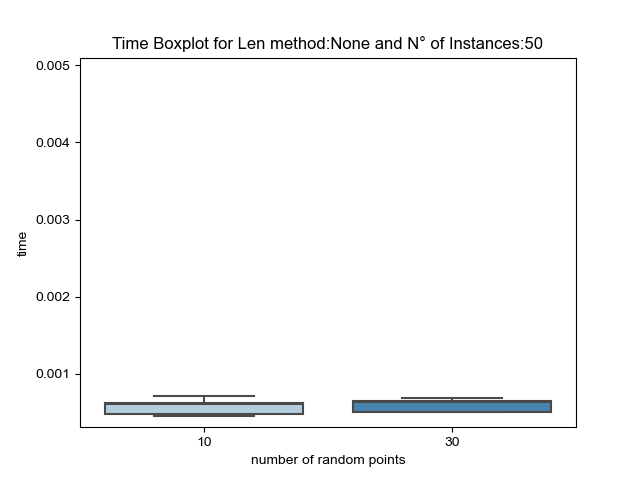 Time Boxplot for Len method:None and N° of Instances:50
0.005
0.004
0.003
0.002
0.001
time
10 30
number of random points